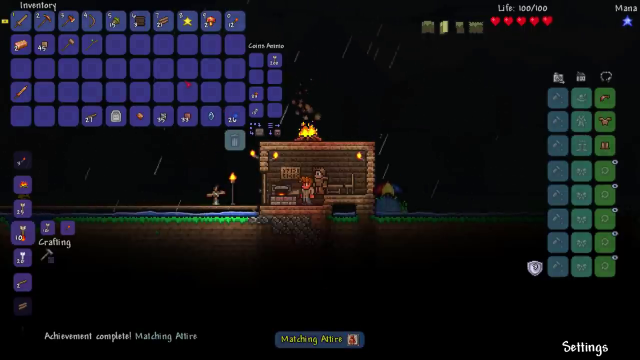 Inventory
Life: 100/100
Mana
Coins Ammo
Crafting
Achievement complete! Matching Attire
Matching Attire
Settings